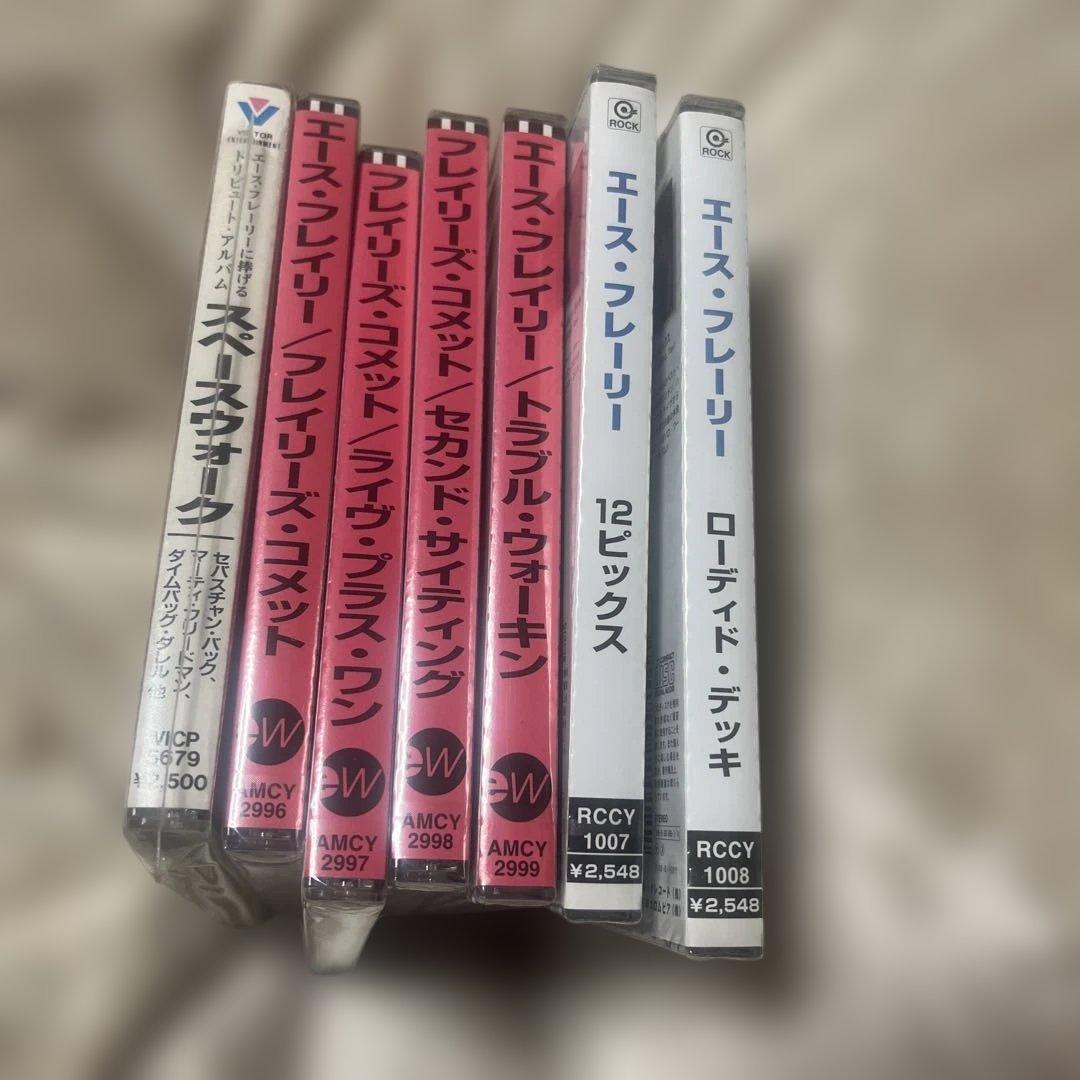 VICTOR
ENTERTAINMENT
エース・フレーリーに捧げる
トリビュート・アルバム
スペースウォーク
セバスチャン・バック、
マーティ・フリードマン、
ダイムバッグ・ダレル 他
VICP
5679
¥2,500
エース・フレイリー/フレイリーズ・コメット
ew
AMCY
2996
フレイリーズ・コメット/ライヴ・プラス・ワン
ew
AMCY
2997
フレイリーズ・コメット/セカンド・サイティング
ew
AMCY
2998
エース・フレイリー/トラブル・ウォーキン
ew
AMCY
2999
ROCK
エース・フレーリー
12ピックス
RCCY
1007
¥2,548
ROCK
エース・フレーリー
ローディド・デッキ
RCCY
1008
¥2,548
STEREO